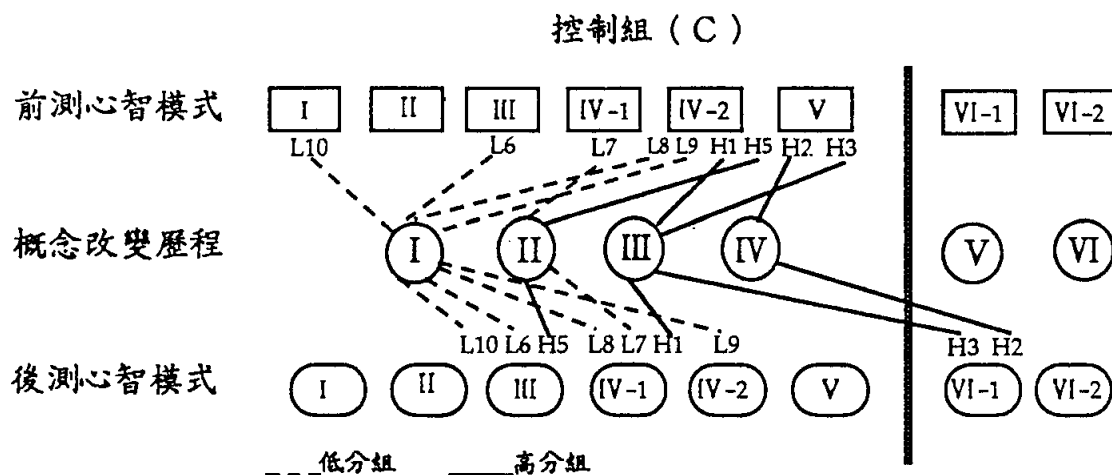 控制組（C）
前測心智模式 I II III IV-1 IV-2 V VI-1 VI-2
L10 L6 L7 L8 L9 H1 H5 H2 H3
概念改變歷程 I II III IV V VI
L10 L6 H5 L8 L7 H1 L9 H3 H2
後測心智模式 I II III IV-1 IV-2 V VI-1 VI-2
低分組 高分組